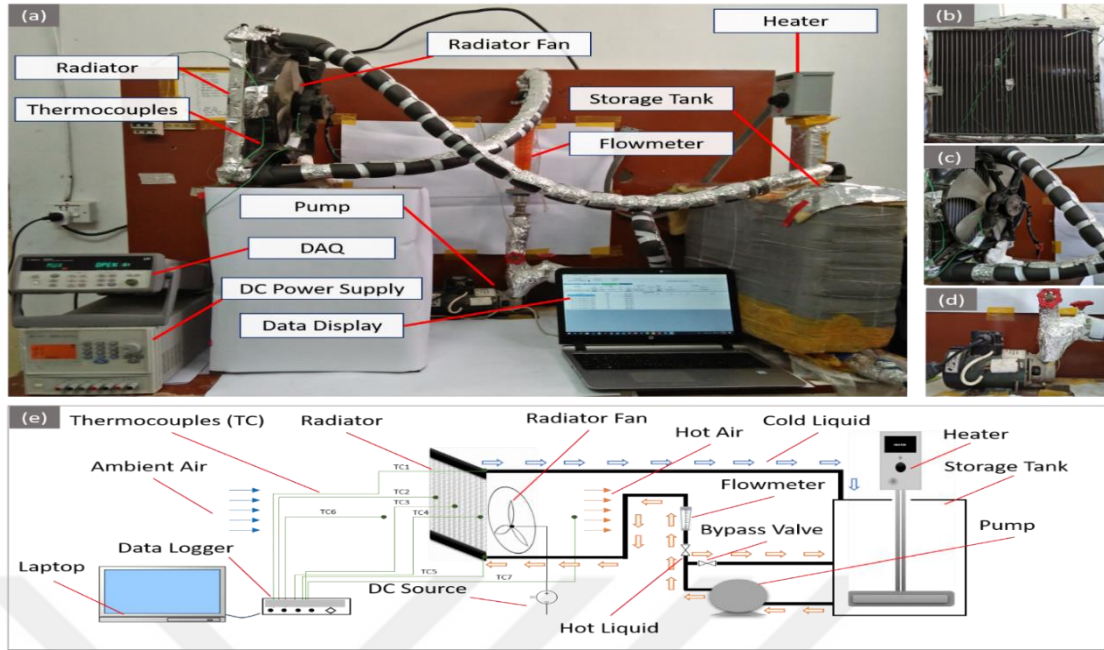 (a)
Heater
Radiator Fan
Radiator
Thermocouples
Storage Tank
Flowmeter
Pump
DAQ
DC Power Supply
Data Display
(b)
(c)
(d)
(e)
Thermocouples (TC)
Radiator
Radiator Fan
Hot Air
Cold Liquid
Heater
Ambient Air
Flowmeter
Storage Tank
TC1
TC2
TC3
TC6
TC4
Bypass Valve
Pump
Data Logger
Laptop
TC5
TC7
DC Source
Hot Liquid